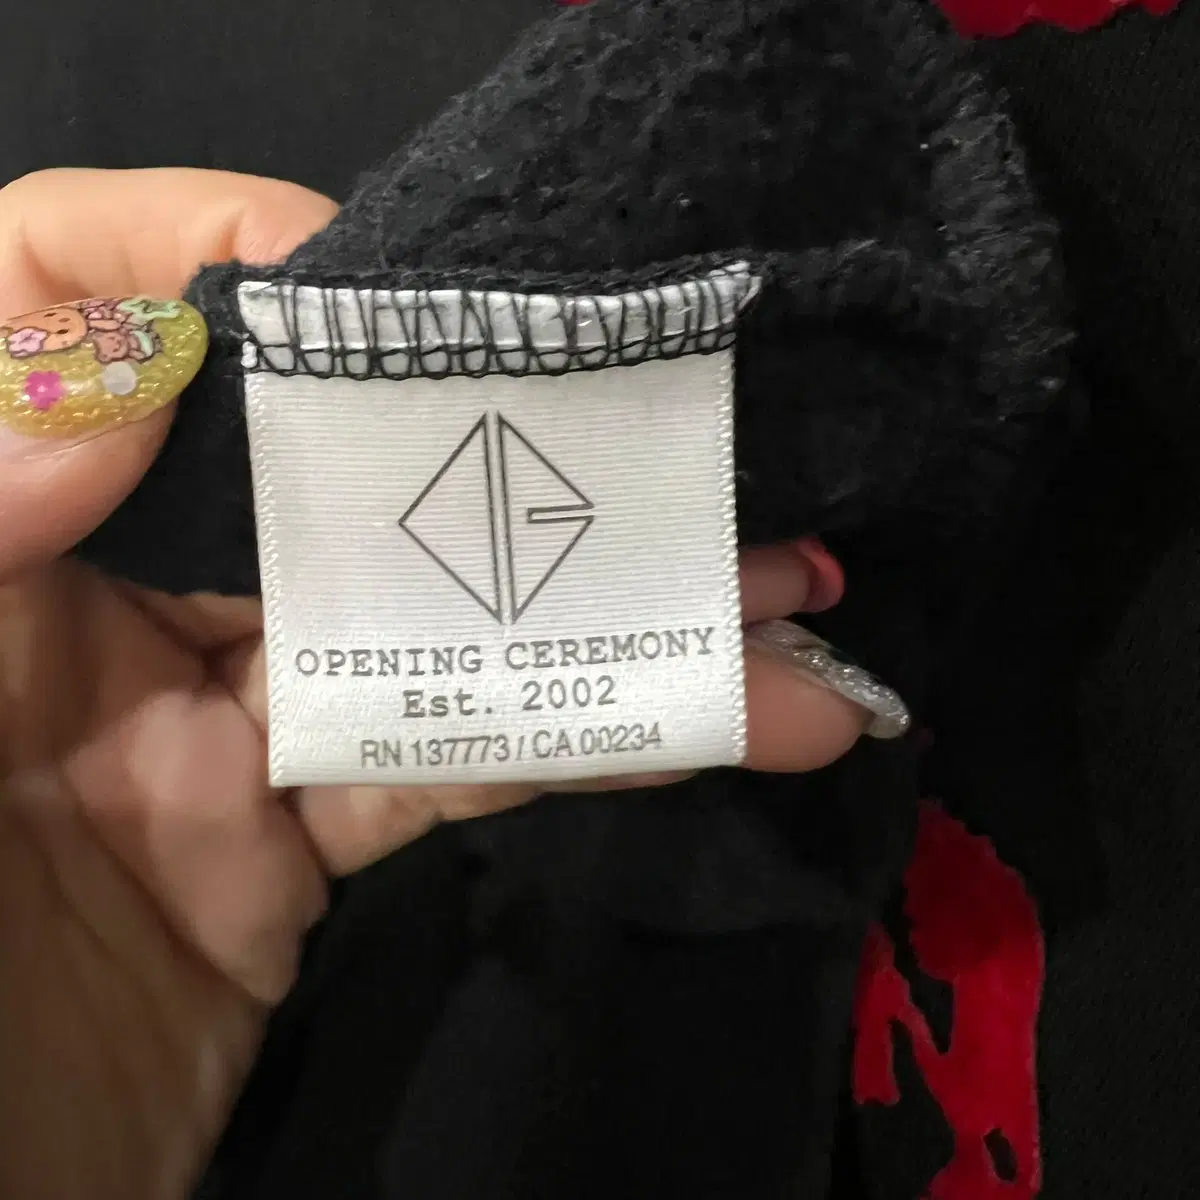 OPENING CEREMONY
Est. 2002
RN 137773 / CA 00234